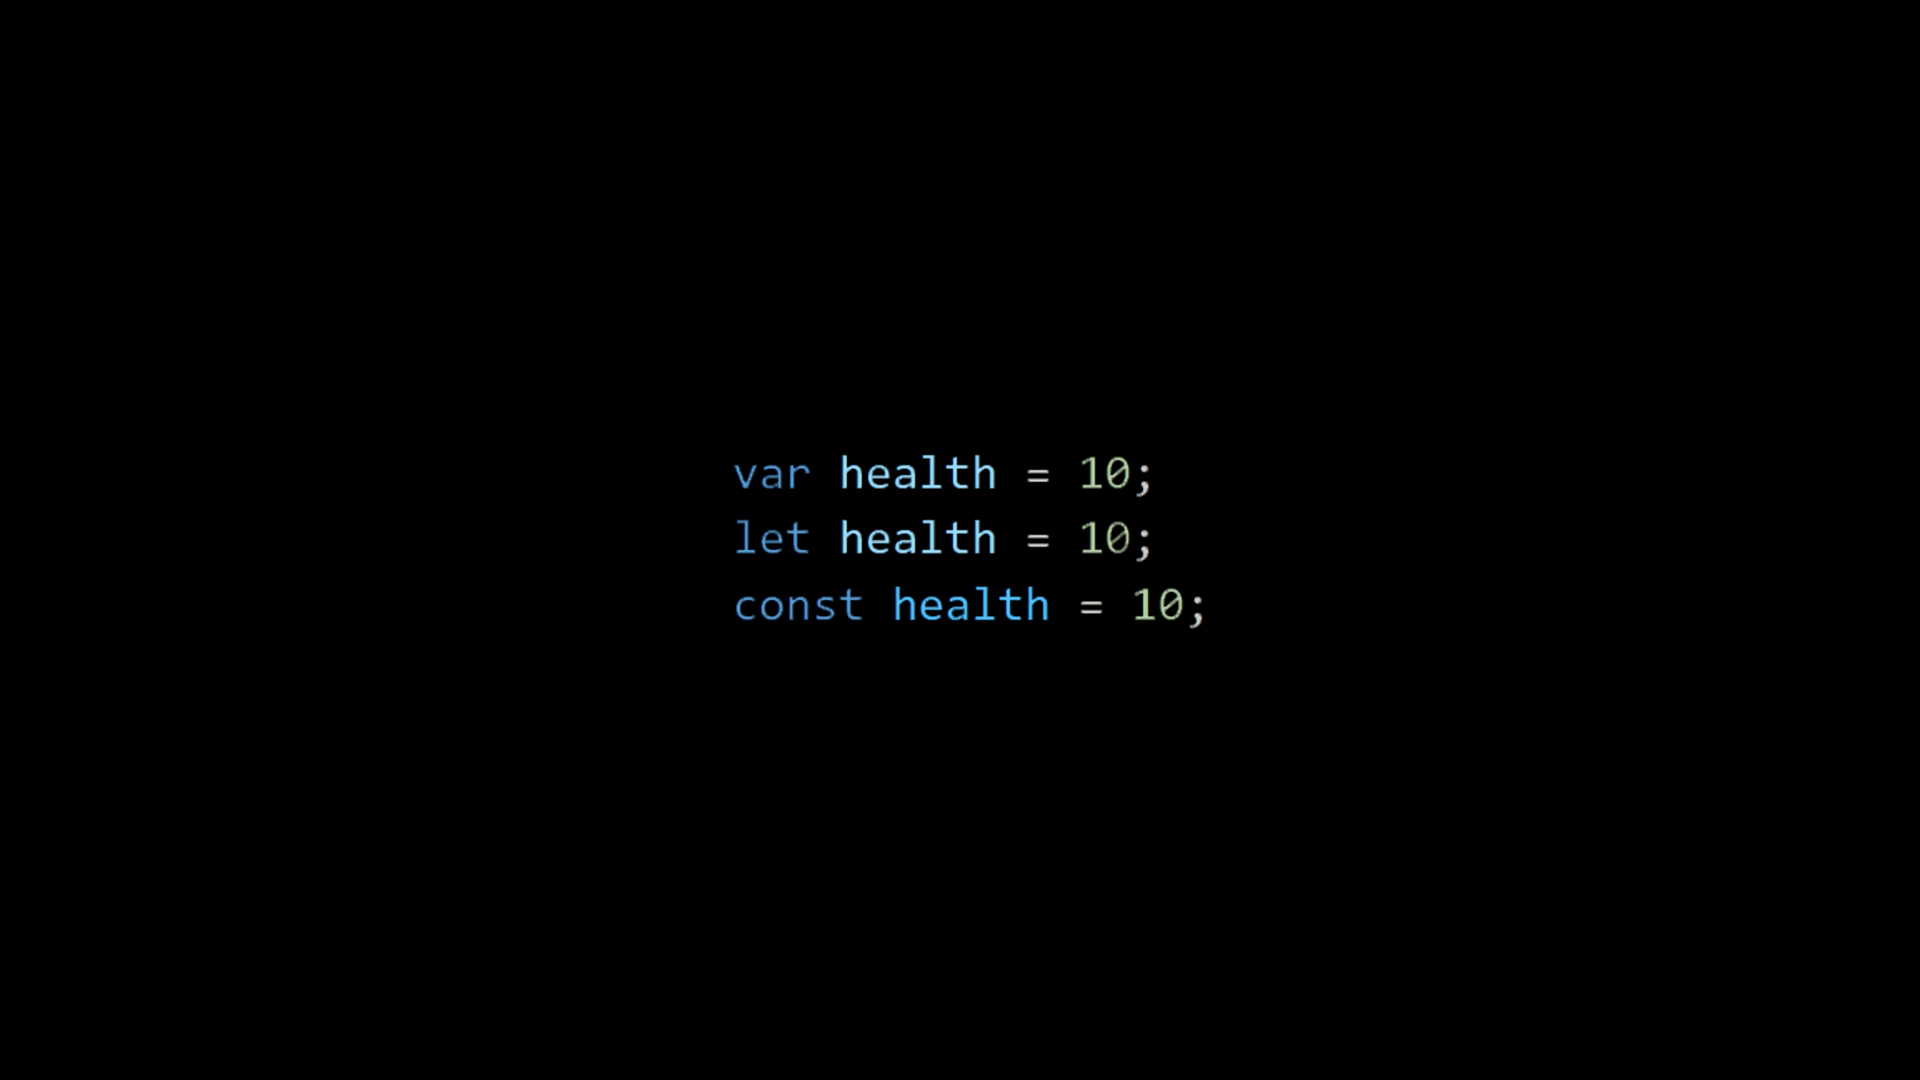 var health = 10;
let health = 10;
const health = 10;